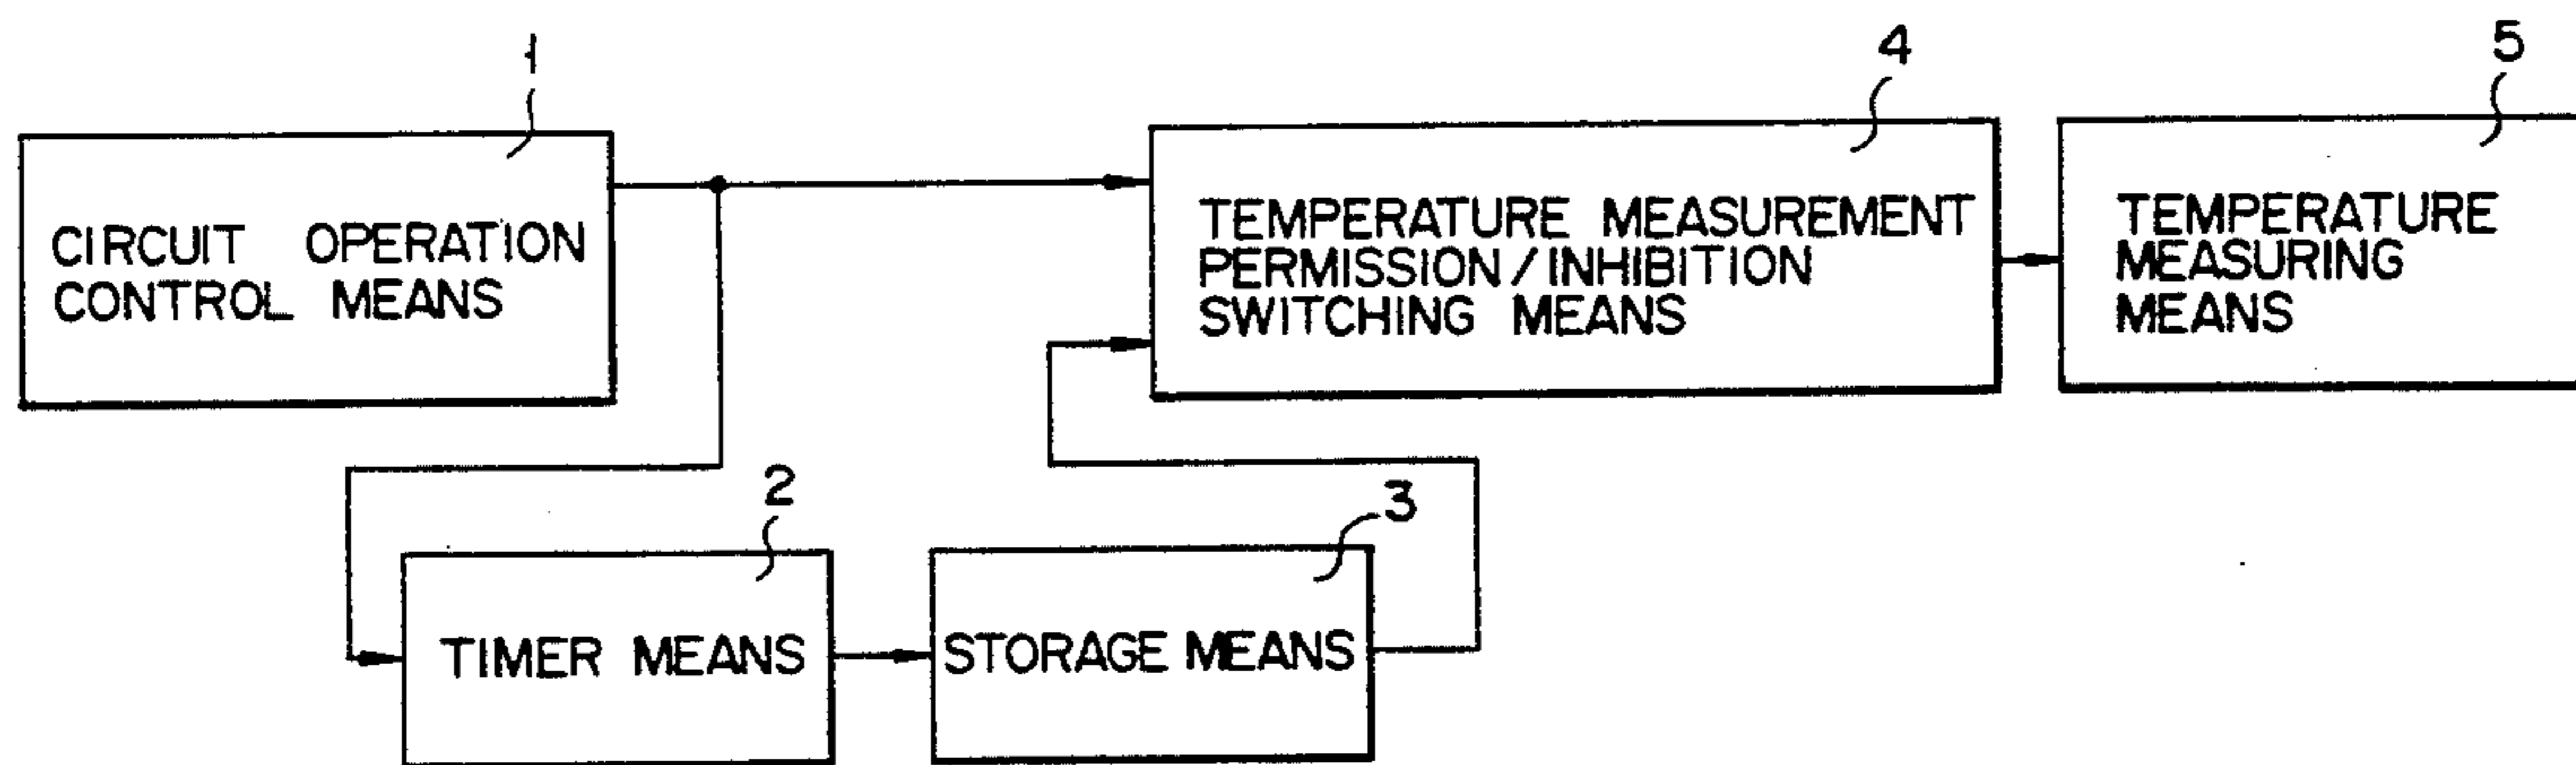 1
CIRCUIT OPERATION
CONTROL MEANS
4
TEMPERATURE MEASUREMENT
PERMISSION/INHIBITION
SWITCHING MEANS
5
TEMPERATURE
MEASURING
MEANS
2
TIMER MEANS
3
STORAGE MEANS